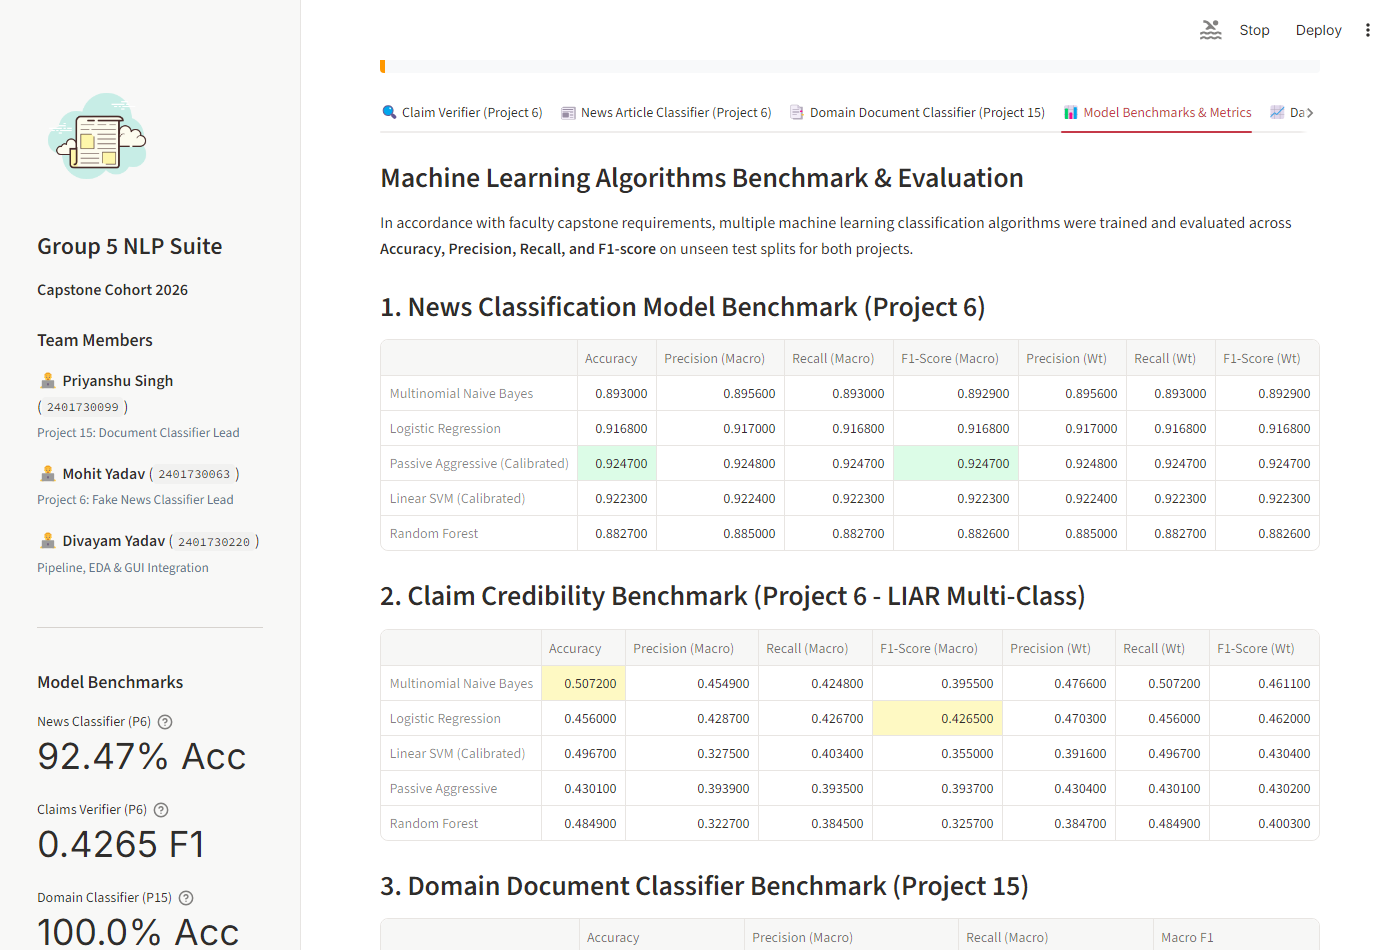 Stop Deploy
Group 5 NLP Suite
Capstone Cohort 2026
Team Members
Priyanshu Singh
( 2401730099 )
Project 15: Document Classifier Lead
Mohit Yadav ( 2401730063 )
Project 6: Fake News Classifier Lead
Divayam Yadav ( 2401730220 )
Pipeline, EDA & GUI Integration
Model Benchmarks
News Classifier (P6)
92.47% Acc
Claims Verifier (P6)
0.4265 F1
Domain Classifier (P15)
100.0% Acc
Claim Verifier (Project 6) News Article Classifier (Project 6) Domain Document Classifier (Project 15) Model Benchmarks & Metrics Da
Machine Learning Algorithms Benchmark & Evaluation
In accordance with faculty capstone requirements, multiple machine learning classification algorithms were trained and evaluated across
Accuracy, Precision, Recall, and F1-score on unseen test splits for both projects.
1. News Classification Model Benchmark (Project 6)
Accuracy Precision (Macro) Recall (Macro) F1-Score (Macro) Precision (Wt) Recall (Wt) F1-Score (Wt)
Multinomial Naive Bayes 0.893000 0.895600 0.893000 0.892900 0.895600 0.893000 0.892900
Logistic Regression 0.916800 0.917000 0.916800 0.916800 0.917000 0.916800 0.916800
Passive Aggressive (Calibrated) 0.924700 0.924800 0.924700 0.924700 0.924800 0.924700 0.924700
Linear SVM (Calibrated) 0.922300 0.922400 0.922300 0.922300 0.922400 0.922300 0.922300
Random Forest 0.882700 0.885000 0.882700 0.882600 0.885000 0.882700 0.882600
2. Claim Credibility Benchmark (Project 6 - LIAR Multi-Class)
Accuracy Precision (Macro) Recall (Macro) F1-Score (Macro) Precision (Wt) Recall (Wt) F1-Score (Wt)
Multinomial Naive Bayes 0.507200 0.454900 0.424800 0.395500 0.476600 0.507200 0.461100
Logistic Regression 0.456000 0.428700 0.426700 0.426500 0.470300 0.456000 0.462000
Linear SVM (Calibrated) 0.496700 0.327500 0.403400 0.355000 0.391600 0.496700 0.430400
Passive Aggressive 0.430100 0.393900 0.393500 0.393700 0.430400 0.430100 0.430200
Random Forest 0.484900 0.322700 0.384500 0.325700 0.384700 0.484900 0.400300
3. Domain Document Classifier Benchmark (Project 15)
Accuracy Precision (Macro) Recall (Macro) Macro F1